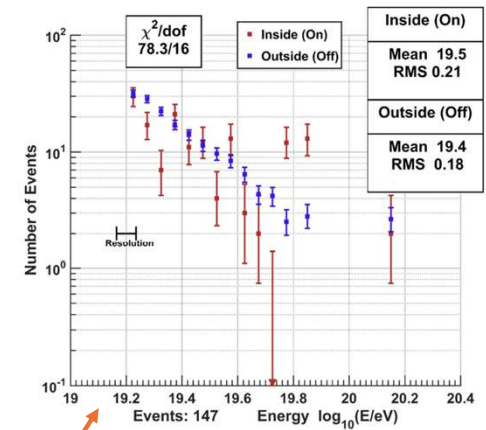 χ²/dof
78.3/16
Inside (On)
Outside (Off)
Inside (On)
Mean 19.5
RMS 0.21
Outside (Off)
Mean 19.4
RMS 0.18
10²
10¹
10⁰
10⁻¹
Number of Events
Resolution
19 19.2 19.4 19.6 19.8 20 20.2 20.4
Events: 147 Energy log₁₀(E/eV)